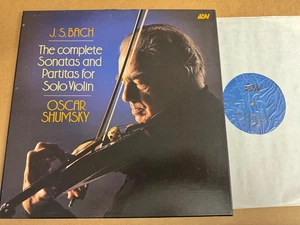 J.S. BACH
ASV
The complete
Sonatas and
Partitas for
Solo Violin
OSCAR
SHUMSKY